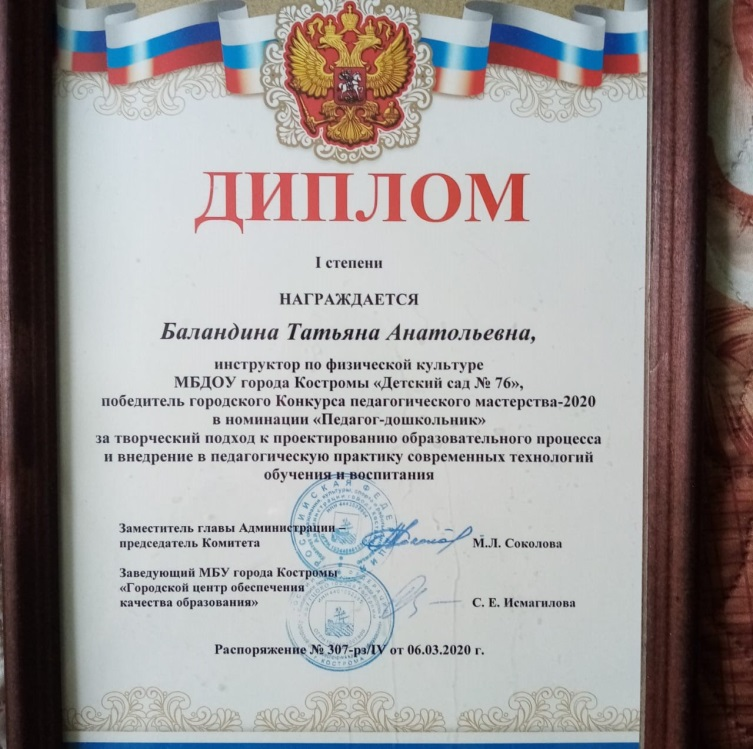 ДИПЛОМ
I степени
НАГРАЖДАЕТСЯ
Баландина Татьяна Анатольевна,
инструктор по физической культуре
МБДОУ города Костромы «Детский сад № 76»,
победитель городского Конкурса педагогического мастерства-2020
в номинации «Педагог-дошкольник»
за творческий подход к проектированию образовательного процесса
и внедрение в педагогическую практику современных технологий
обучения и воспитания
Заместитель главы Администрации –
председатель Комитета
М.Л. Соколова
Заведующий МБУ города Костромы
«Городской центр обеспечения
качества образования»
С. Е. Исмагилова
Распоряжение № 307-рз/IV от 06.03.2020 г.